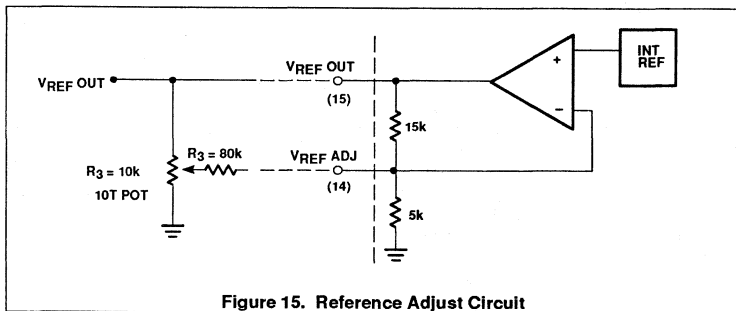 VREF OUT
VREF OUT
(15)
R3 = 10k
10T POT
R3 = 80k
VREF ADJ
(14)
15k
5k
+
−
INT
REF
Figure 15. Reference Adjust Circuit